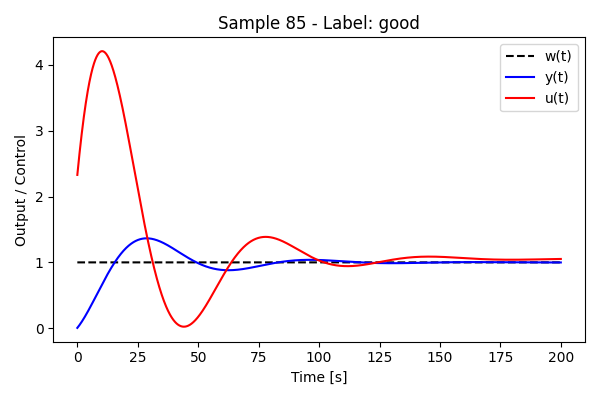 Sample 85 - Label: good
w(t)
y(t)
u(t)
Output / Control
4
3
2
1
0
0 25 50 75 100 125 150 175 200
Time [s]